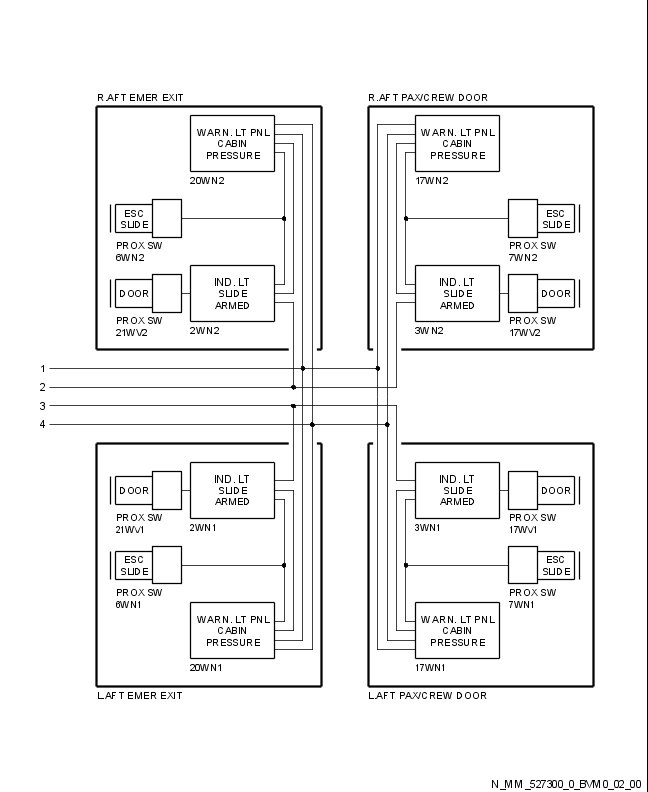 R.AFT EMER EXIT
R.AFT PAX/CREW DOOR
WARN. LT PNL
CABIN
PRESSURE
20WN2
WARN. LT PNL
CABIN
PRESSURE
17WN2
ESC
SLIDE
PROX SW
6WN2
ESC
SLIDE
PROX SW
7WN2
DOOR
PROX SW
21WV2
IND. LT
SLIDE
ARMED
2WN2
IND. LT
SLIDE
ARMED
3WN2
DOOR
PROX SW
17WV2
1
2
3
4
DOOR
PROX SW
21WV1
IND. LT
SLIDE
ARMED
2WN1
IND. LT
SLIDE
ARMED
3WN1
DOOR
PROX SW
17WV1
ESC
SLIDE
PROX SW
6WN1
ESC
SLIDE
PROX SW
7WN1
WARN. LT PNL
CABIN
PRESSURE
20WN1
WARN. LT PNL
CABIN
PRESSURE
17WN1
L.AFT EMER EXIT
L.AFT PAX/CREW DOOR
N_MM_527300_0_BVM0_02_00